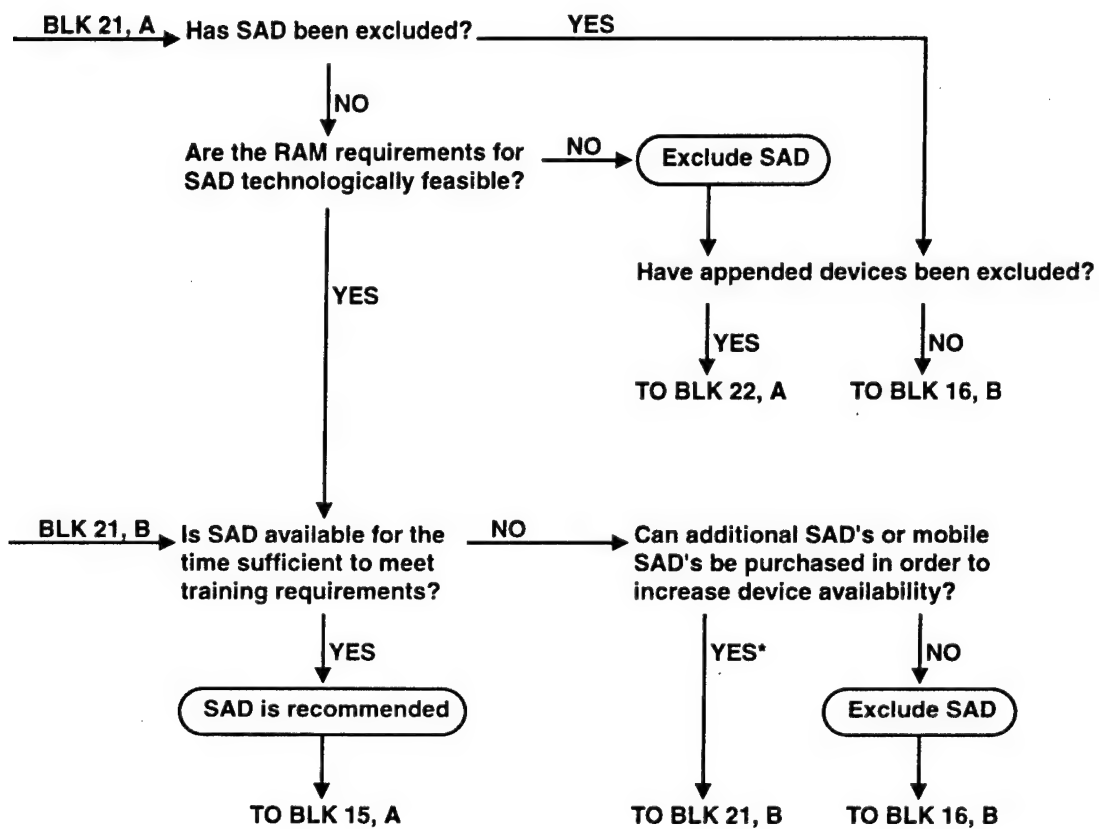 BLK 21, A
Has SAD been excluded?
YES
NO
Are the RAM requirements for
SAD technologically feasible?
NO
Exclude SAD
Have appended devices been excluded?
YES
YES
NO
TO BLK 22, A
TO BLK 16, B
BLK 21, B
Is SAD available for the
time sufficient to meet
training requirements?
NO
Can additional SAD's or mobile
SAD's be purchased in order to
increase device availability?
YES
YES*
NO
SAD is recommended
Exclude SAD
TO BLK 15, A
TO BLK 21, B
TO BLK 16, B